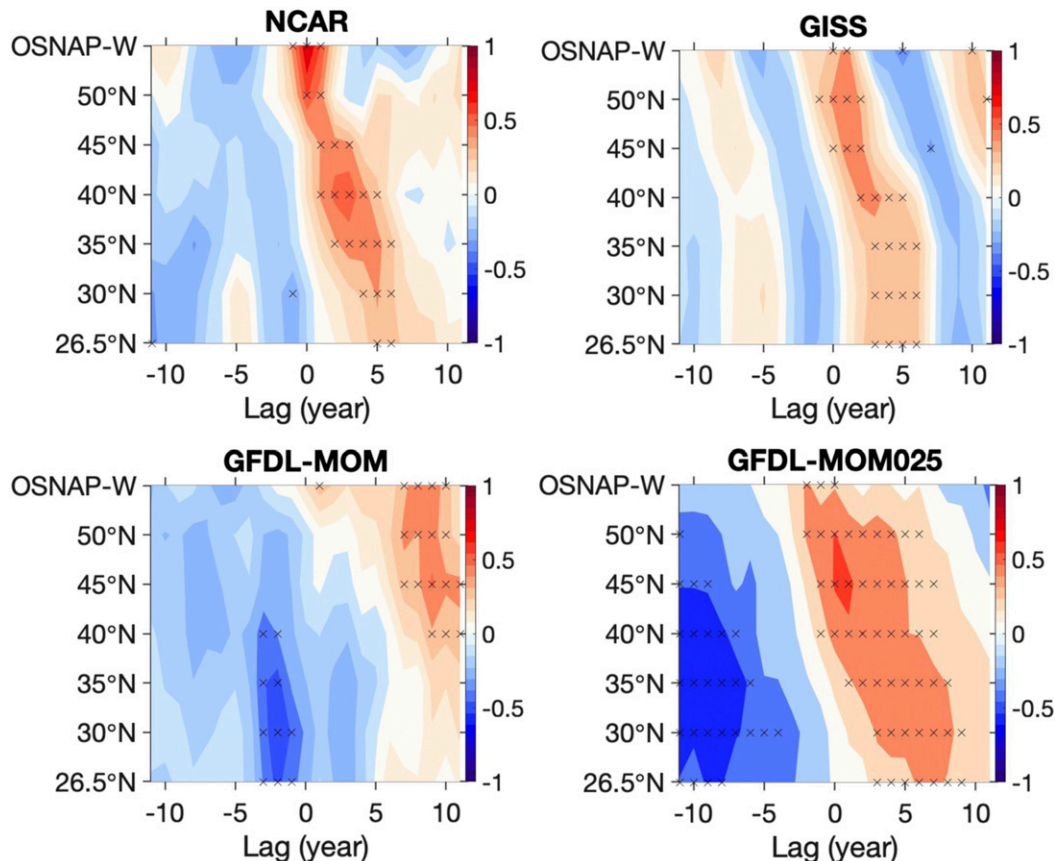 NCAR
OSNAP-W
50°N
45°N
40°N
35°N
30°N
26.5°N
-10 -5 0 5 10
Lag (year)
1
0.5
0
-0.5
-1
GISS
OSNAP-W
50°N
45°N
40°N
35°N
30°N
26.5°N
-10 -5 0 5 10
Lag (year)
1
0.5
0
-0.5
-1
GFDL-MOM
OSNAP-W
50°N
45°N
40°N
35°N
30°N
26.5°N
-10 -5 0 5 10
Lag (year)
1
0.5
0
-0.5
-1
GFDL-MOM025
OSNAP-W
50°N
45°N
40°N
35°N
30°N
26.5°N
-10 -5 0 5 10
Lag (year)
1
0.5
0
-0.5
-1